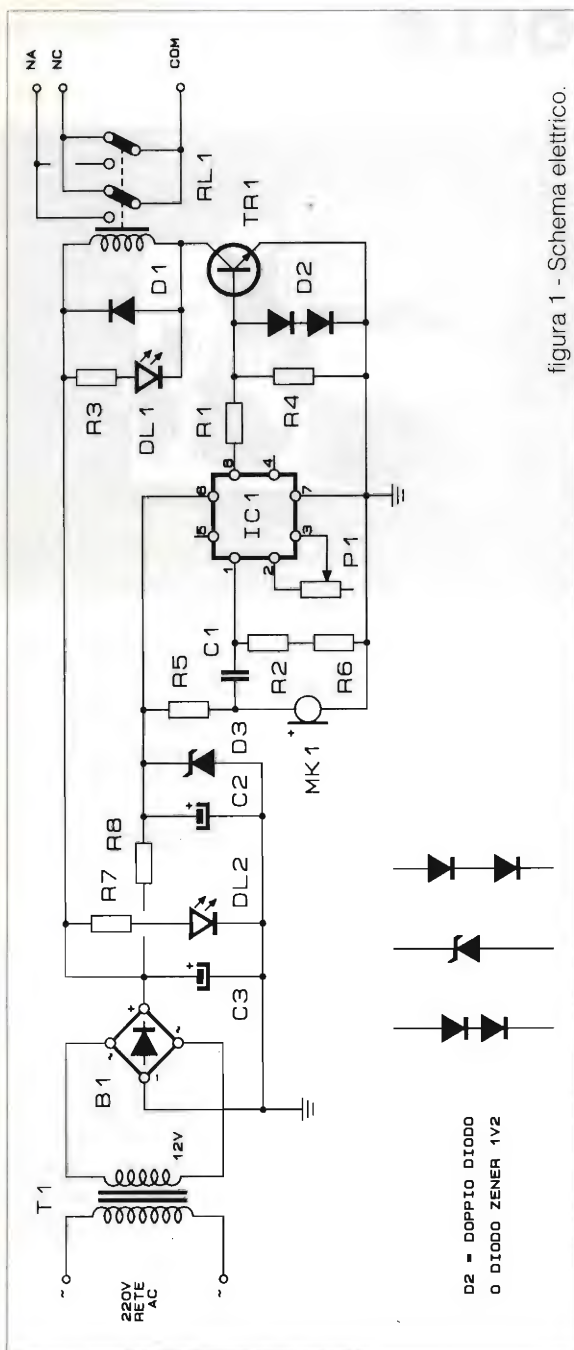 T1
220V
RETE
AC
12V
B1
~
~
~
~
+
-
C3
+
R7
DL2
R8
C2
+
D3
R5
MK1
+
C1
R2
R6
IC1
1
2
3
4
5
6
7
8
P1
R1
R4
D2
TR1
R3
DL1
D1
RL1
NA
NC
COM
D2 = DOPPIO DIODO
O DIODO ZENER 1V2
figura 1 - Schema elettrico.